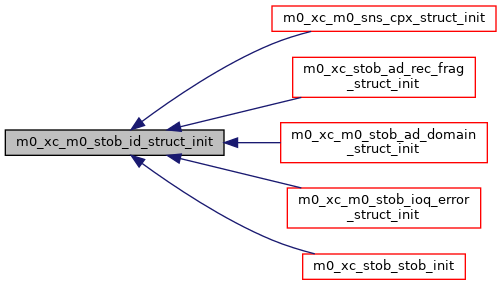 m0_xc_m0_sns_cpx_struct_init
m0_xc_stob_ad_rec_frag
_struct_init
m0_xc_m0_stob_id_struct_init
m0_xc_m0_stob_ad_domain
_struct_init
m0_xc_m0_stob_ioq_error
_struct_init
m0_xc_stob_stob_init